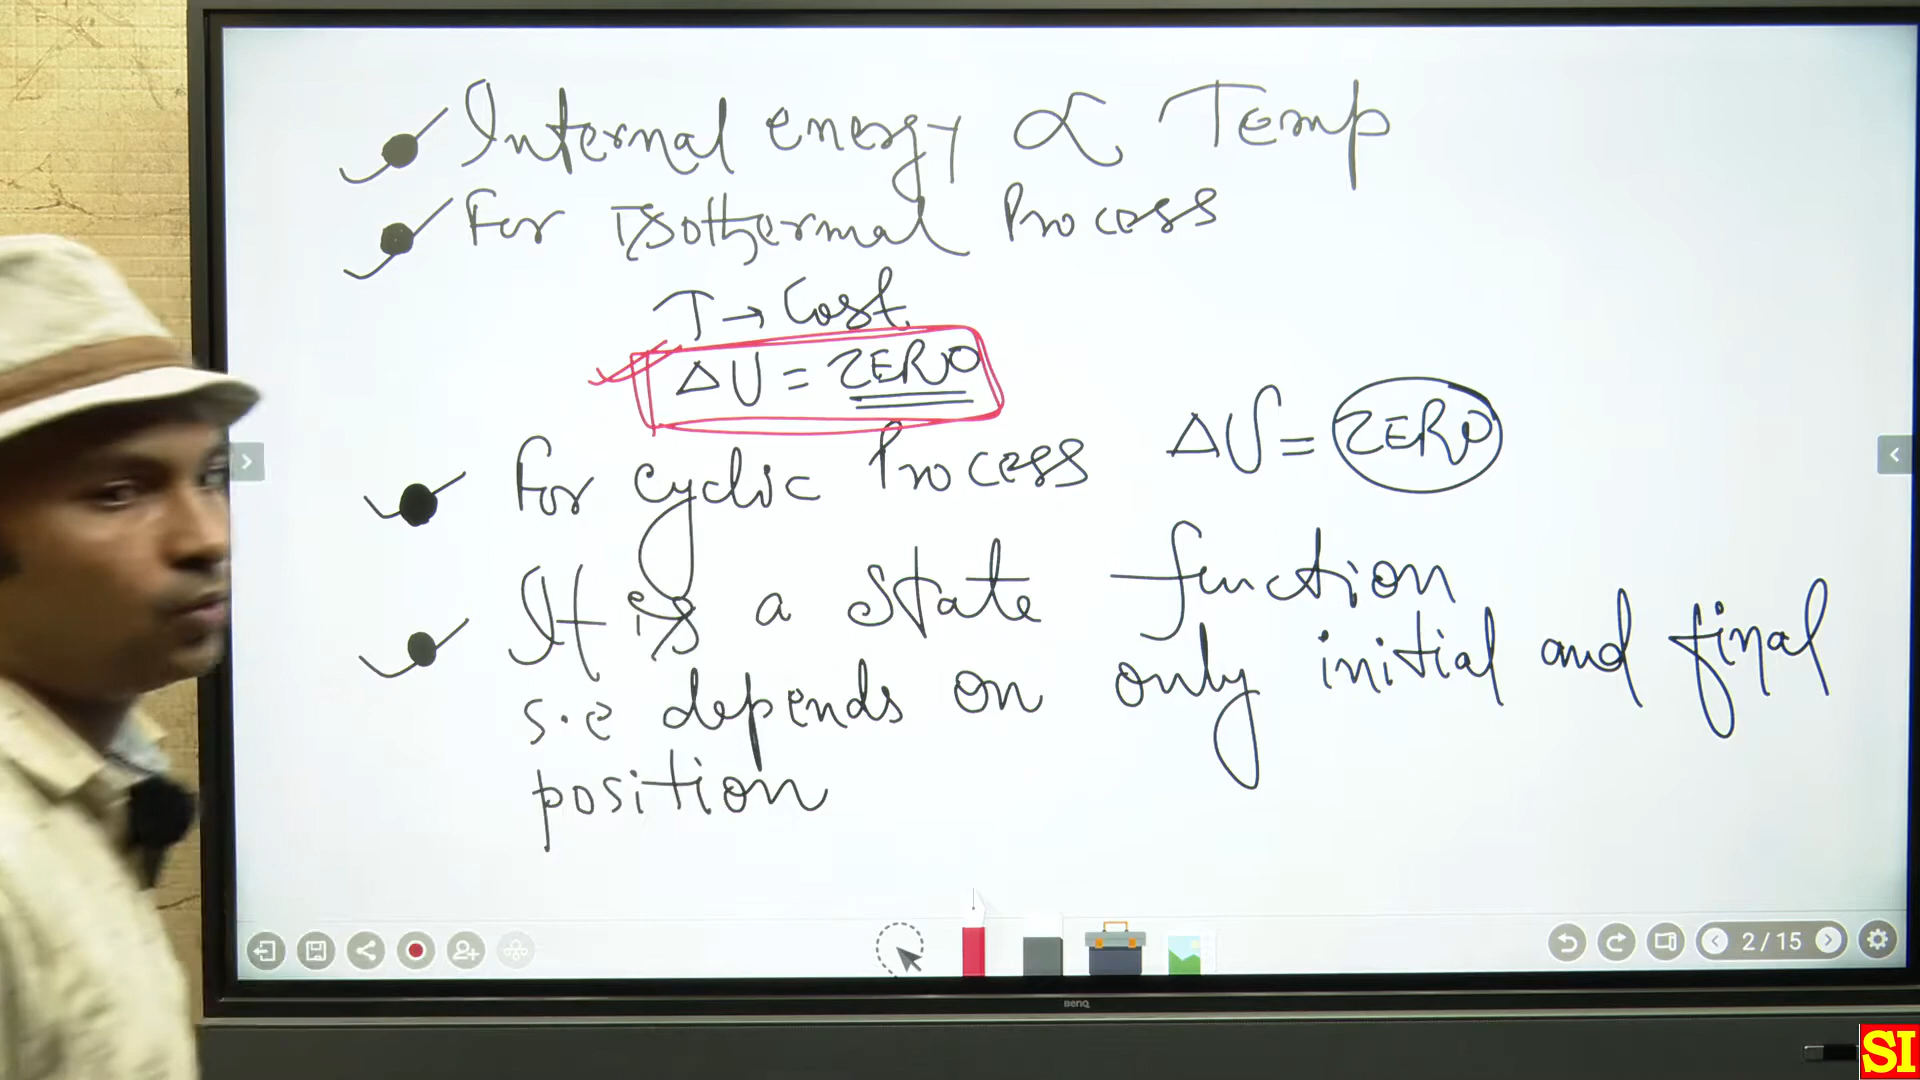 Internal energy ∝ Temp
For Isothermal Process
T → Cost.
ΔU = ZERO
For cyclic Process ΔU = ZERO
It is a state function
s.e depends on only initial and final
position
2 / 15
BenQ
SI